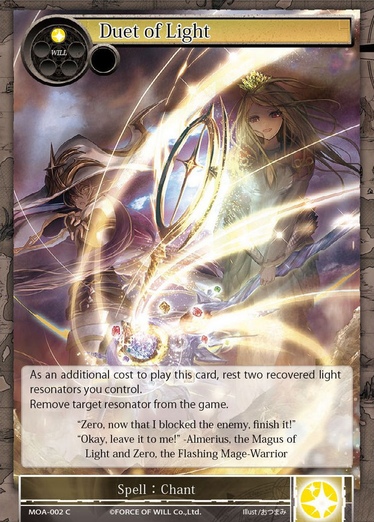 Duet of Light
WILL
As an additional cost to play this card, rest two recovered light
resonators you control.
Remove target resonator from the game.
“Zero, now that I blocked the enemy, finish it!”
“Okay, leave it to me!” -Almerius, the Magus of
Light and Zero, the Flashing Mage-Warrior
Spell : Chant
MOA-002 C ©FORCE OF WILL Co.,Ltd. Illust/おつまみ